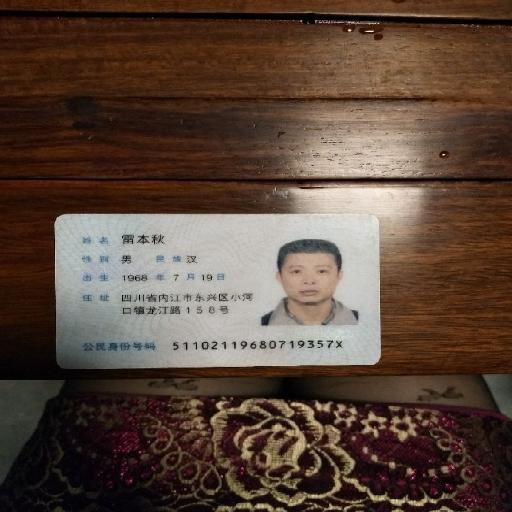 姓名 雷本秋
性别 男 民族 汉
出生 1968 年 7 月 19 日
住址 四川省内江市东兴区小河
口镇龙江路158号
公民身份号码 51102119680719357X